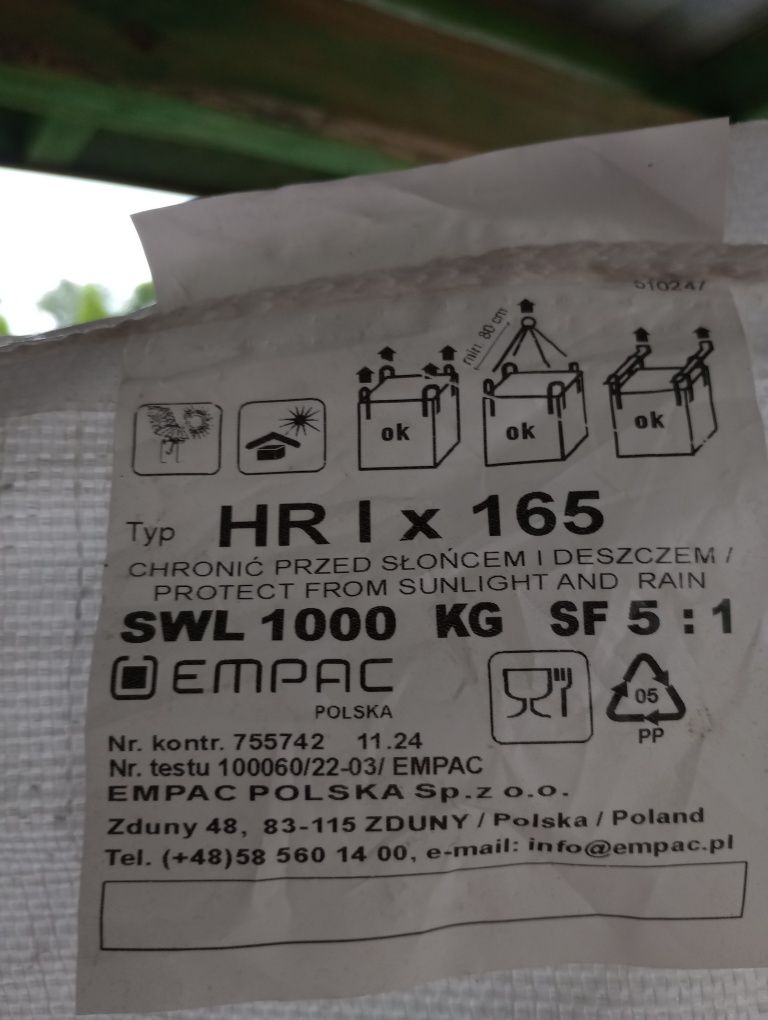 min. 80 cm
ok
ok
ok
Typ HR I x 165
CHRONIĆ PRZED SŁOŃCEM I DESZCZEM /
PROTECT FROM SUNLIGHT AND RAIN
SWL 1000 KG SF 5 : 1
EMPAC
POLSKA
05
PP
Nr. kontr. 755742 11.24
Nr. testu 100060/22-03/ EMPAC
EMPAC POLSKA Sp.z o.o.
Zduny 48, 83-115 ZDUNY / Polska / Poland
Tel. (+48)58 560 14 00, e-mail: info@empac.pl